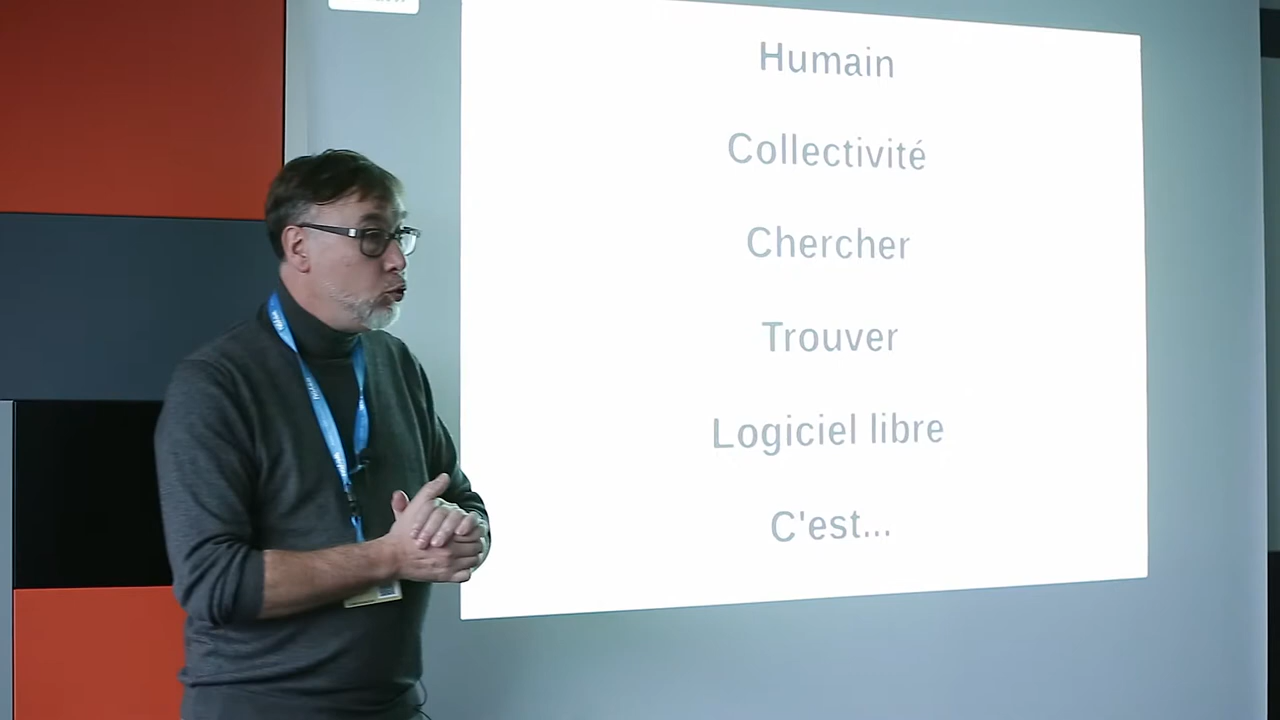 Humain
Collectivité
Chercher
Trouver
Logiciel libre
C'est...